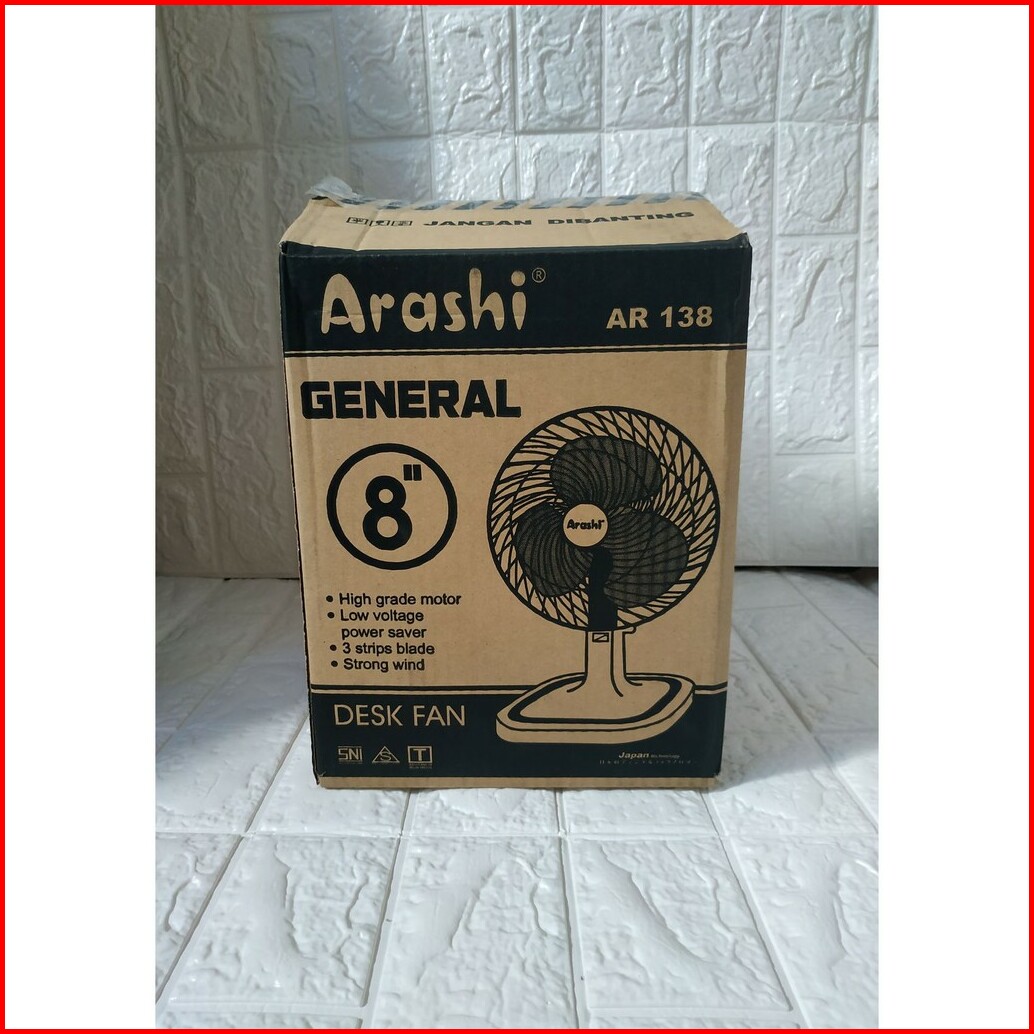 JANGAN DIBANTING
Arashi®
AR 138
GENERAL
8"
Arashi
• High grade motor
• Low voltage
power saver
• 3 strips blade
• Strong wind
DESK FAN
SNI
S
T
Japan